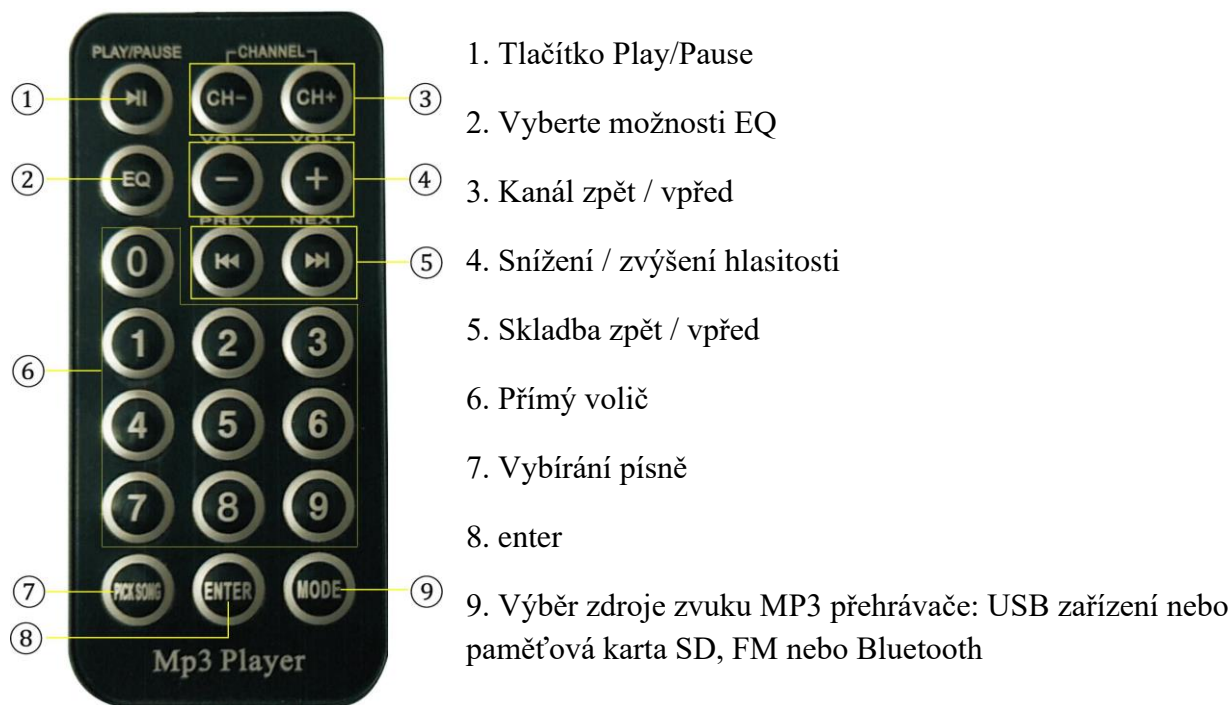 PLAY/PAUSE
CHANNEL
CH-
CH+
VOL-
VOL+
EQ
-
+
PREV
NEXT
0
1
2
3
4
5
6
7
8
9
PICK SONG
ENTER
MODE
Mp3 Player
①
②
③
④
⑤
⑥
⑦
⑧
⑨
1. Tlačítko Play/Pause
2. Vyberte možnosti EQ
3. Kanál zpět / vpřed
4. Snížení / zvýšení hlasitosti
5. Skladba zpět / vpřed
6. Přímý volič
7. Vybírání písně
8. enter
9. Výběr zdroje zvuku MP3 přehrávače: USB zařízení nebo
paměťová karta SD, FM nebo Bluetooth